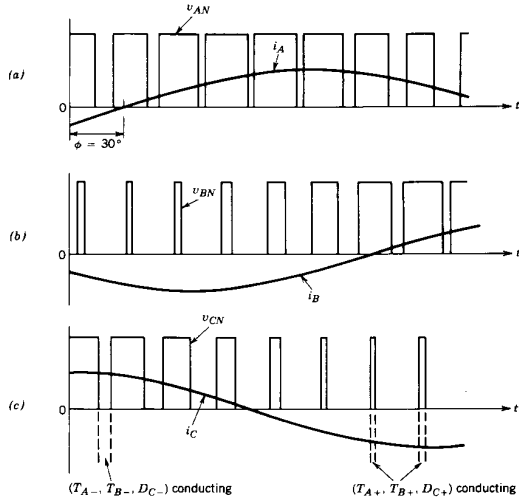 v_AN
i_A
(a)
0
t
ϕ = 30°
v_BN
(b)
0
t
i_B
v_CN
(c)
0
t
i_C
(T_A−, T_B−, D_C−) conducting
(T_A+, T_B+, D_C+) conducting